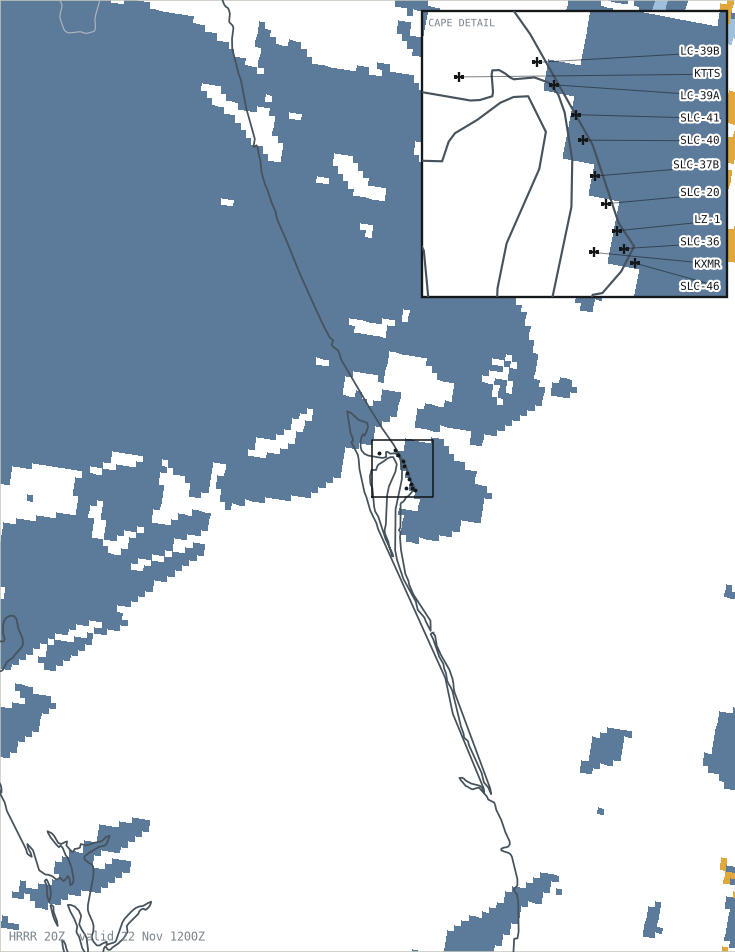 CAPE DETAIL
LC-39B
KTTS
LC-39A
SLC-41
SLC-40
SLC-37B
SLC-20
LZ-1
SLC-36
KXMR
SLC-46
HRRR 20Z  valid 22 Nov 1200Z